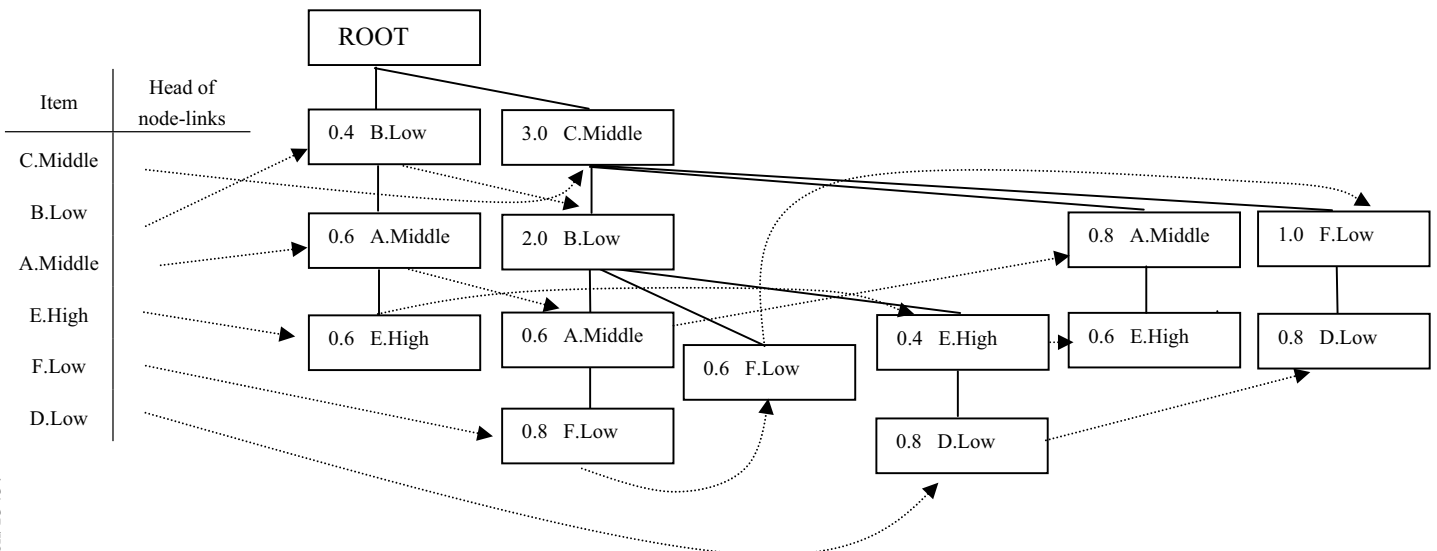 ROOT
Item
Head of
node-links
C.Middle
B.Low
A.Middle
E.High
F.Low
D.Low
0.4 B.Low
3.0 C.Middle
0.6 A.Middle
2.0 B.Low
0.8 A.Middle
1.0 F.Low
0.6 E.High
0.6 A.Middle
0.6 F.Low
0.4 E.High
0.6 E.High
0.8 D.Low
0.8 F.Low
0.8 D.Low